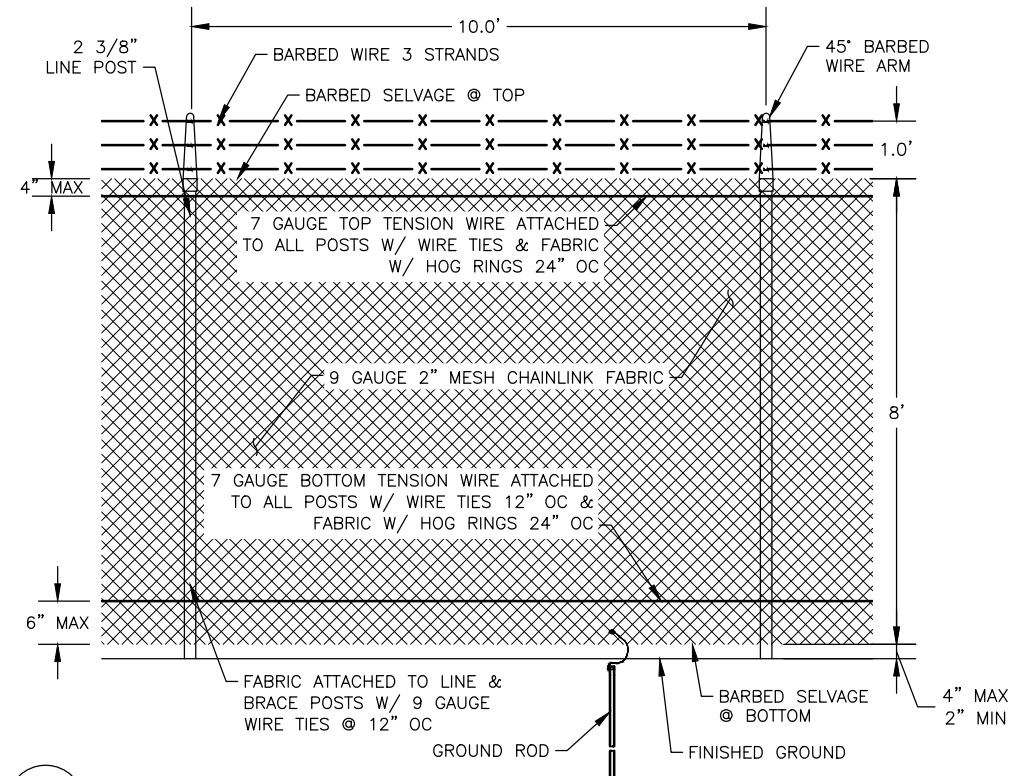 10.0'
2 3/8"
LINE POST
BARBED WIRE 3 STRANDS
45° BARBED
WIRE ARM
BARBED SELVAGE @ TOP
1.0'
4" MAX
7 GAUGE TOP TENSION WIRE ATTACHED
TO ALL POSTS W/ WIRE TIES & FABRIC
W/ HOG RINGS 24" OC
9 GAUGE 2" MESH CHAINLINK FABRIC
8'
7 GAUGE BOTTOM TENSION WIRE ATTACHED
TO ALL POSTS W/ WIRE TIES 12" OC &
FABRIC W/ HOG RINGS 24" OC
6" MAX
FABRIC ATTACHED TO LINE &
BRACE POSTS W/ 9 GAUGE
WIRE TIES @ 12" OC
BARBED SELVAGE
@ BOTTOM
4" MAX
2" MIN
GROUND ROD
FINISHED GROUND